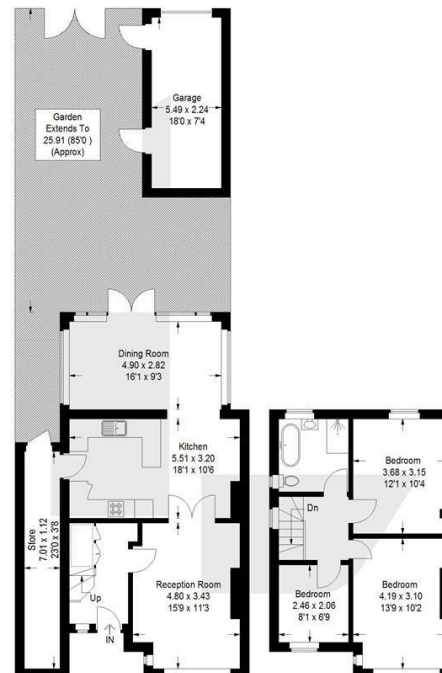 Garage
5.49 x 2.24
18'0 x 7'4
Garden
Extends To
25.91 (85'0 )
(Approx)
Dining Room
4.90 x 2.82
16'1 x 9'3
Kitchen
5.51 x 3.20
18'1 x 10'6
Store
7.01 x 1.12
23'0 x 3'8
Reception Room
4.80 x 3.43
15'9 x 11'3
Up
IN
Bedroom
3.68 x 3.15
12'1 x 10'4
Dn
Bedroom
4.19 x 3.10
13'9 x 10'2
Bedroom
2.46 x 2.06
8'1 x 6'9